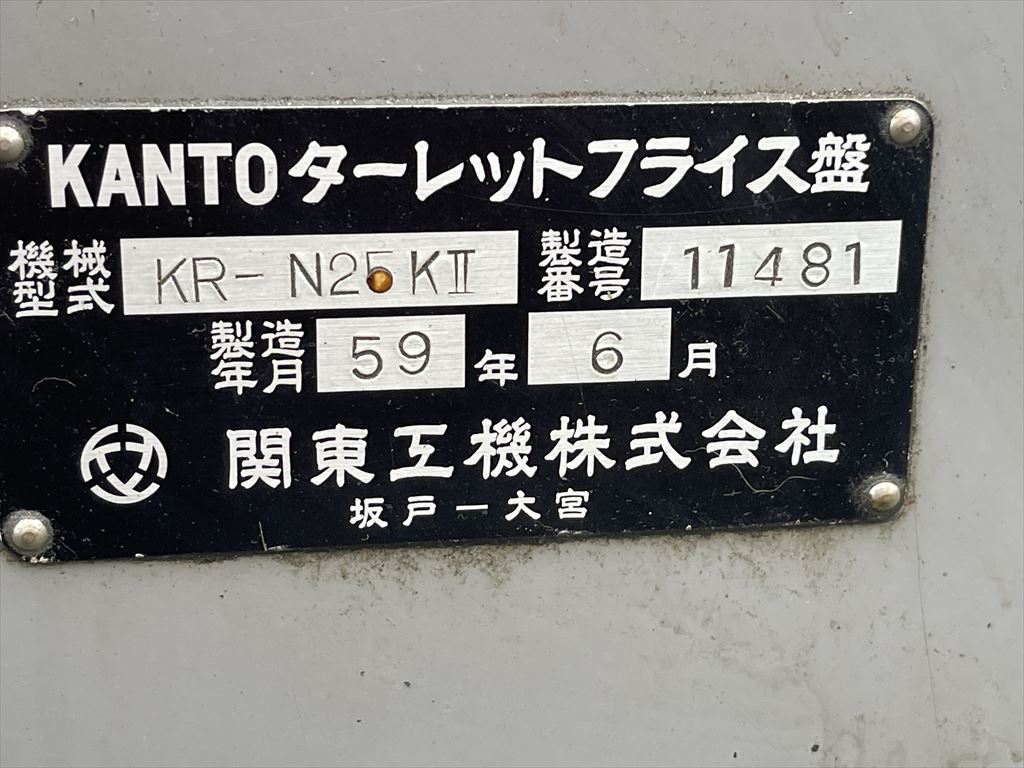 KANTOターレットフライス盤
機械型式 KR-N25KⅡ 製造番号 11481
製造年月 59年 6月
関東工機株式会社
坂戸ー大宮